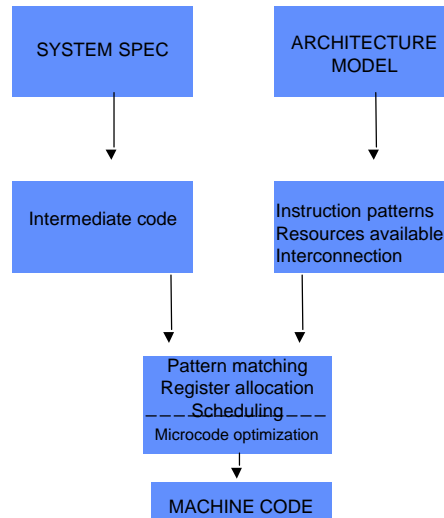 SYSTEM SPEC
ARCHITECTURE
MODEL
Intermediate code
Instruction patterns
Resources available
Interconnection
Pattern matching
Register allocation
Scheduling
Microcode optimization
MACHINE CODE